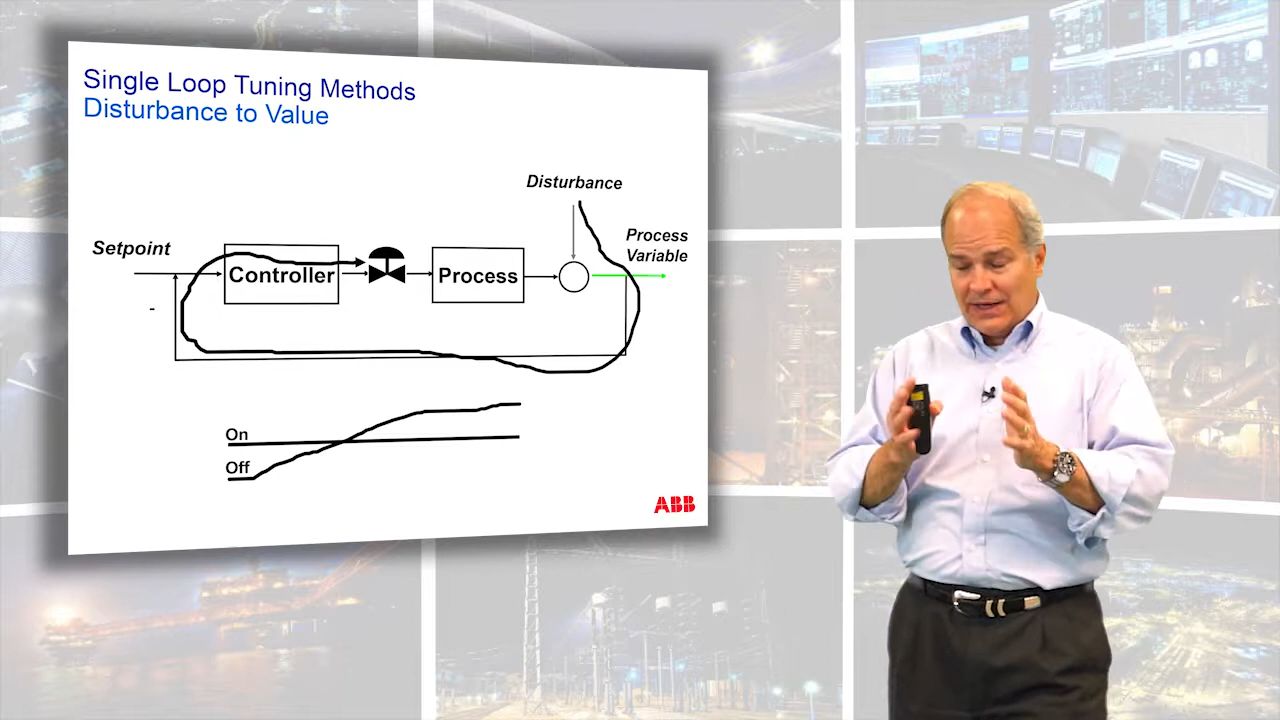 Single Loop Tuning Methods
Disturbance to Value
Disturbance
Setpoint
Process
Variable
Controller
Process
-
On
Off
ABB